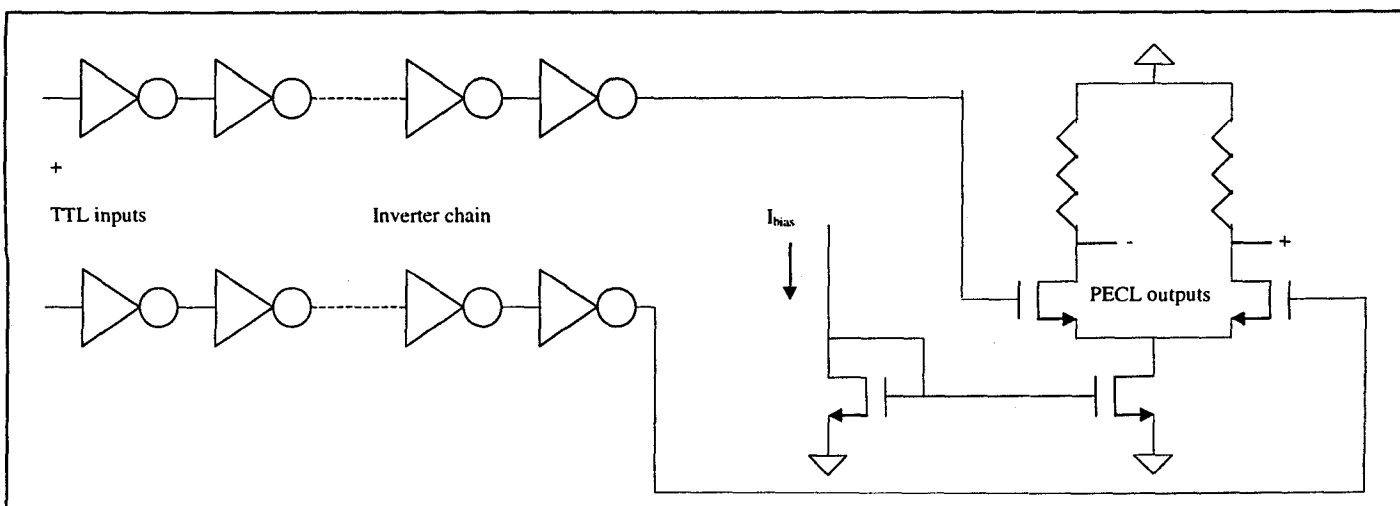 +
TTL inputs
Inverter chain
I_bias
- +
PECL outputs